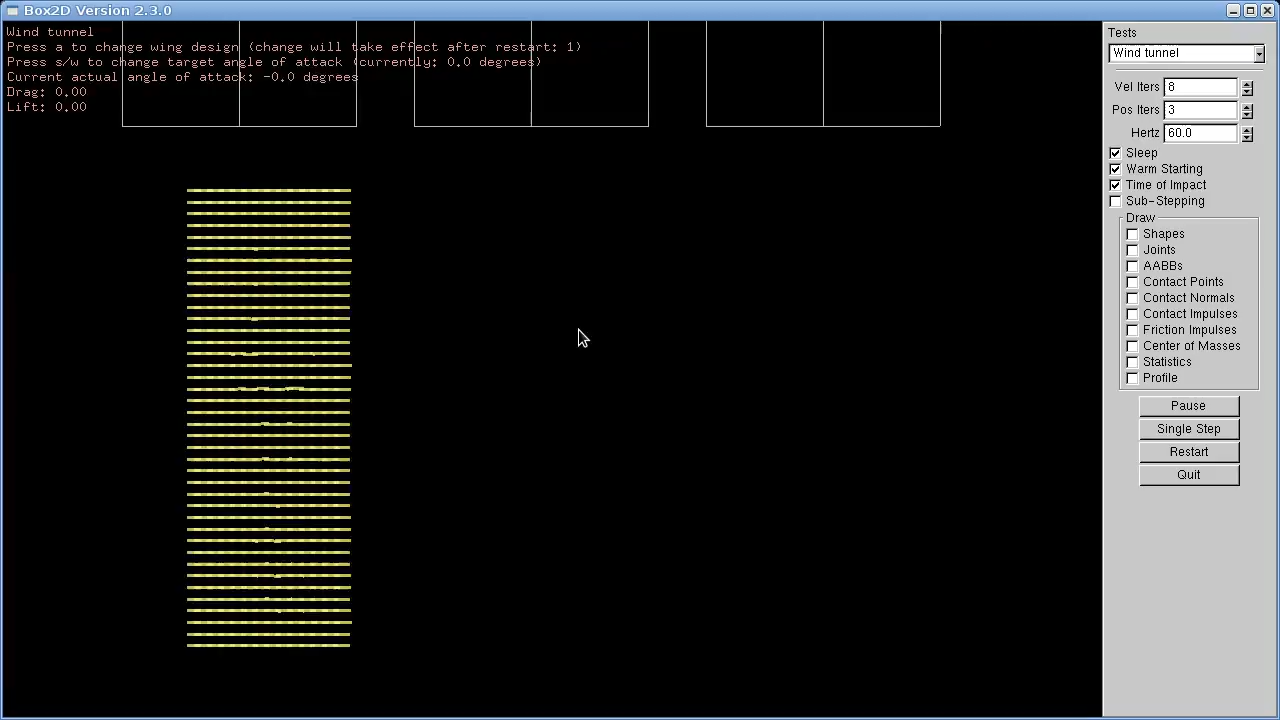 Box2D Version 2.3.0
Wind tunnel
Press a to change wing design (change will take effect after restart: 1)
Press s/w to change target angle of attack (currently: 0.0 degrees)
Current actual angle of attack: -0.0 degrees
Drag: 0.00
Lift: 0.00
Tests
Wind tunnel
Vel Iters 8
Pos Iters 3
Hertz 60.0
Sleep
Warm Starting
Time of Impact
Sub-Stepping
Draw
Shapes
Joints
AABBs
Contact Points
Contact Normals
Contact Impulses
Friction Impulses
Center of Masses
Statistics
Profile
Pause
Single Step
Restart
Quit